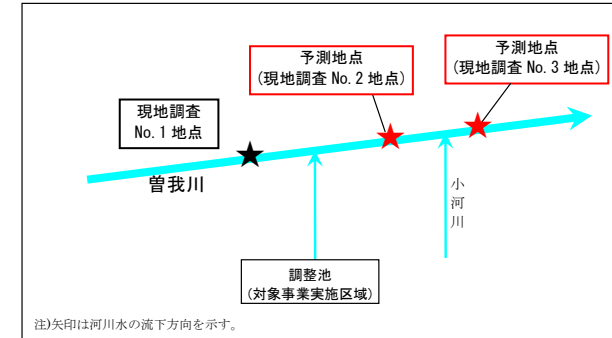 予測地点
(現地調査 No. 3 地点)
予測地点
(現地調査 No. 2 地点)
現地調査
No. 1 地点
曽我川
小河川
調整池
(対象事業実施区域)
注)矢印は河川水の流下方向を示す。